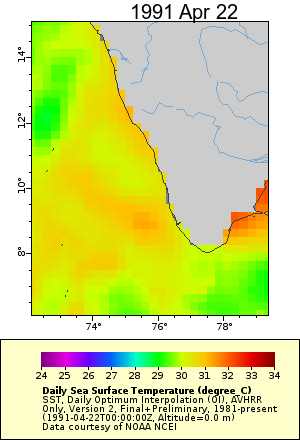 1991 Apr 22
14°
12°
10°
8°
74°
76°
78°
24 25 26 27 28 29 30 31 32 33 34
Daily Sea Surface Temperature (degree_C)
SST, Daily Optimum Interpolation (OI), AVHRR
Only, Version 2, Final+Preliminary, 1981-present
(1991-04-22T00:00:00Z, Altitude=0.0 m)
Data courtesy of NOAA NCEI